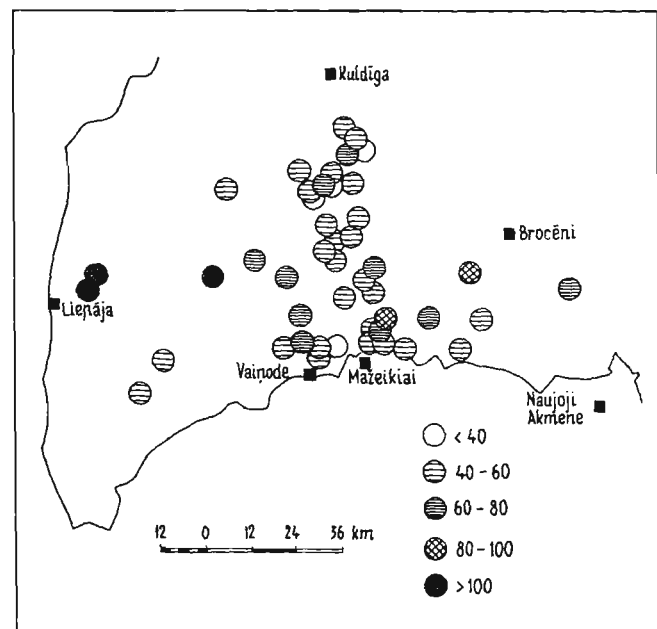 Kuldīga
Brocēni
Liepāja
Vaiņode
Mažeikiai
Naujoji
Akmene
< 40
40 - 60
60 - 80
80 - 100
> 100
12 0 12 24 36 km